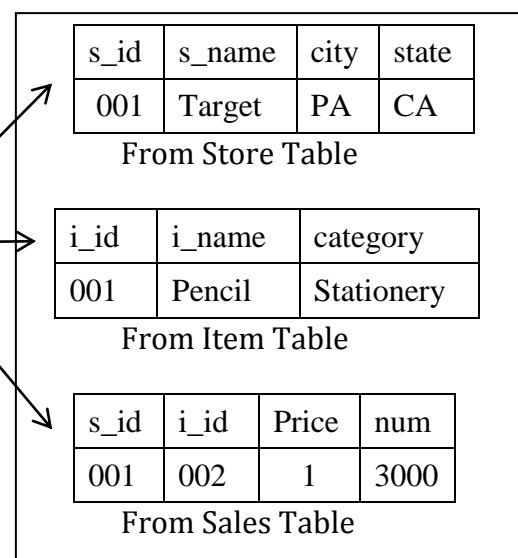 s_id s_name city state
001 Target PA CA
From Store Table
i_id i_name category
001 Pencil Stationery
From Item Table
s_id i_id Price num
001 002 1 3000
From Sales Table